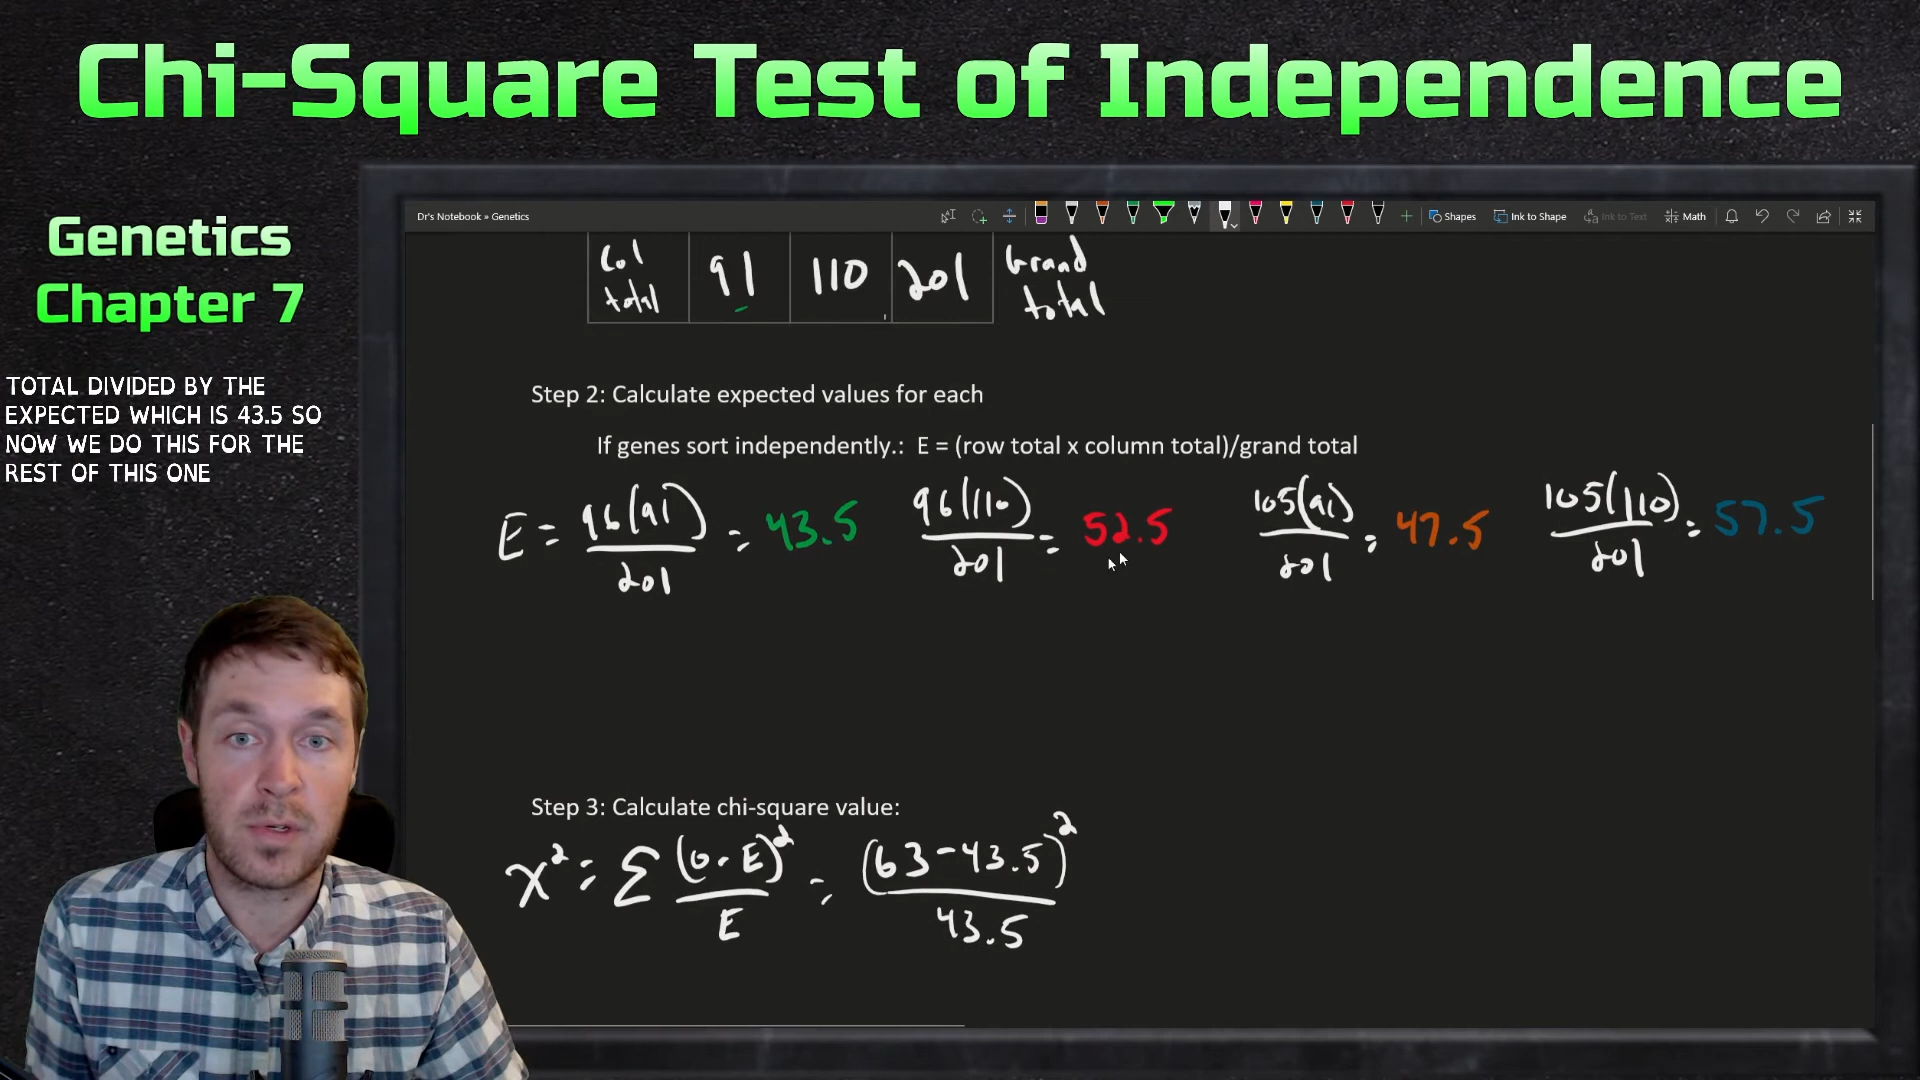 Chi-Square Test of Independence
Genetics
Chapter 7
TOTAL DIVIDED BY THE
EXPECTED WHICH IS 43.5 SO
NOW WE DO THIS FOR THE
REST OF THIS ONE
Dr's Notebook » Genetics
Shapes
Ink to Shape
Ink to Text
Math
Col total 91 110 201 Grand total
Step 2: Calculate expected values for each
If genes sort independently.: E = (row total x column total)/grand total
E = 96(91)/201 = 43.5 96(110)/201 = 52.5 105(91)/201 = 47.5 105(110)/201 = 57.5
Step 3: Calculate chi-square value:
χ² = Σ (O - E)²/E = (63-43.5)²/43.5